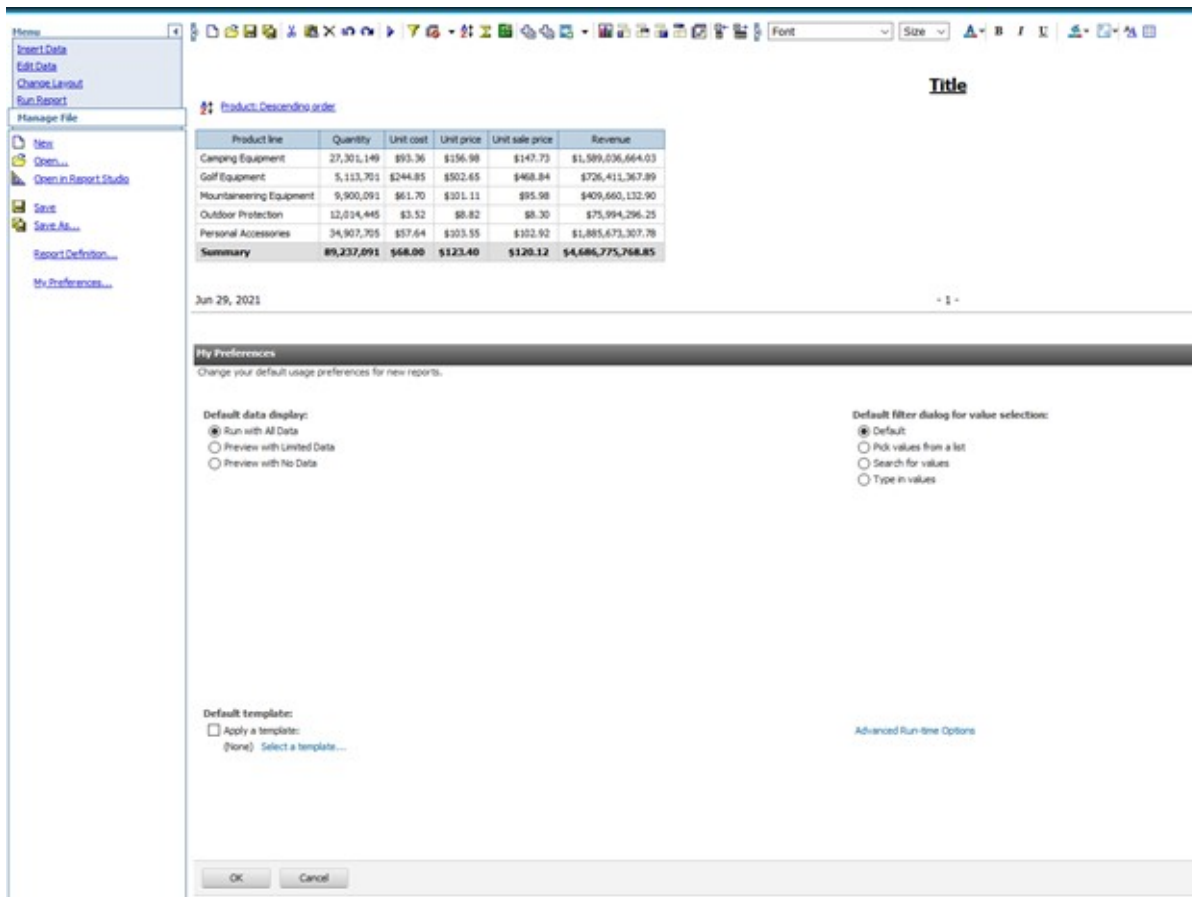 Menu
Insert Data
Edit Data
Change Layout
Run Report
Manage File
New
Open...
Open in Report Studio
Save
Save As...
Report Definition...
My Preferences...
Font Size A B I U
Title
Product: Descending order
Product line Quantity Unit cost Unit price Unit sale price Revenue
Camping Equipment 27,301,149 $93.36 $156.98 $147.73 $1,589,036,664.03
Golf Equipment 5,113,701 $244.85 $502.65 $468.84 $726,411,367.89
Mountaineering Equipment 9,900,091 $61.70 $101.11 $95.98 $409,660,132.90
Outdoor Protection 12,014,445 $3.52 $8.82 $8.30 $75,994,296.25
Personal Accessories 34,907,705 $57.64 $103.55 $102.92 $1,885,673,307.78
Summary 89,237,091 $68.00 $123.40 $120.12 $4,686,775,768.85
Jun 29, 2021 - 1 -
My Preferences
Change your default usage preferences for new reports.
Default data display:
Run with All Data
Preview with Limited Data
Preview with No Data
Default filter dialog for value selection:
Default
Pick values from a list
Search for values
Type in values
Default template:
Apply a template:
(None) Select a template...
Advanced Run-time Options
OK Cancel